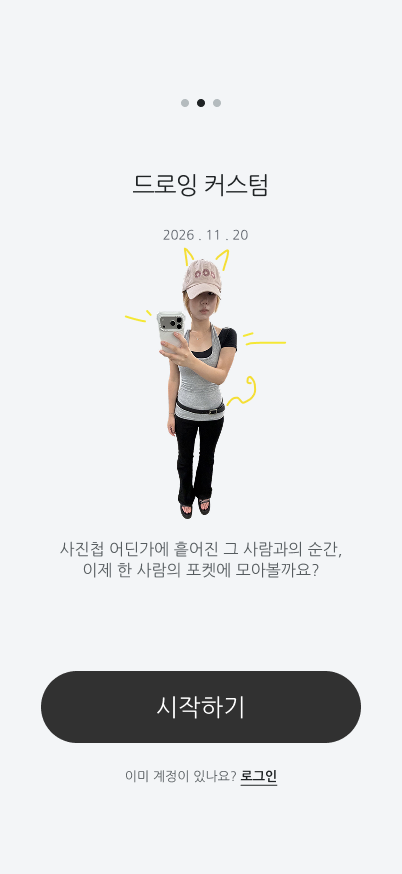 드로잉 커스텀
2026 . 11 . 20
사진첩 어딘가에 흩어진 그 사람과의 순간,
이제 한 사람의 포켓에 모아볼까요?
시작하기
이미 계정이 있나요? 로그인